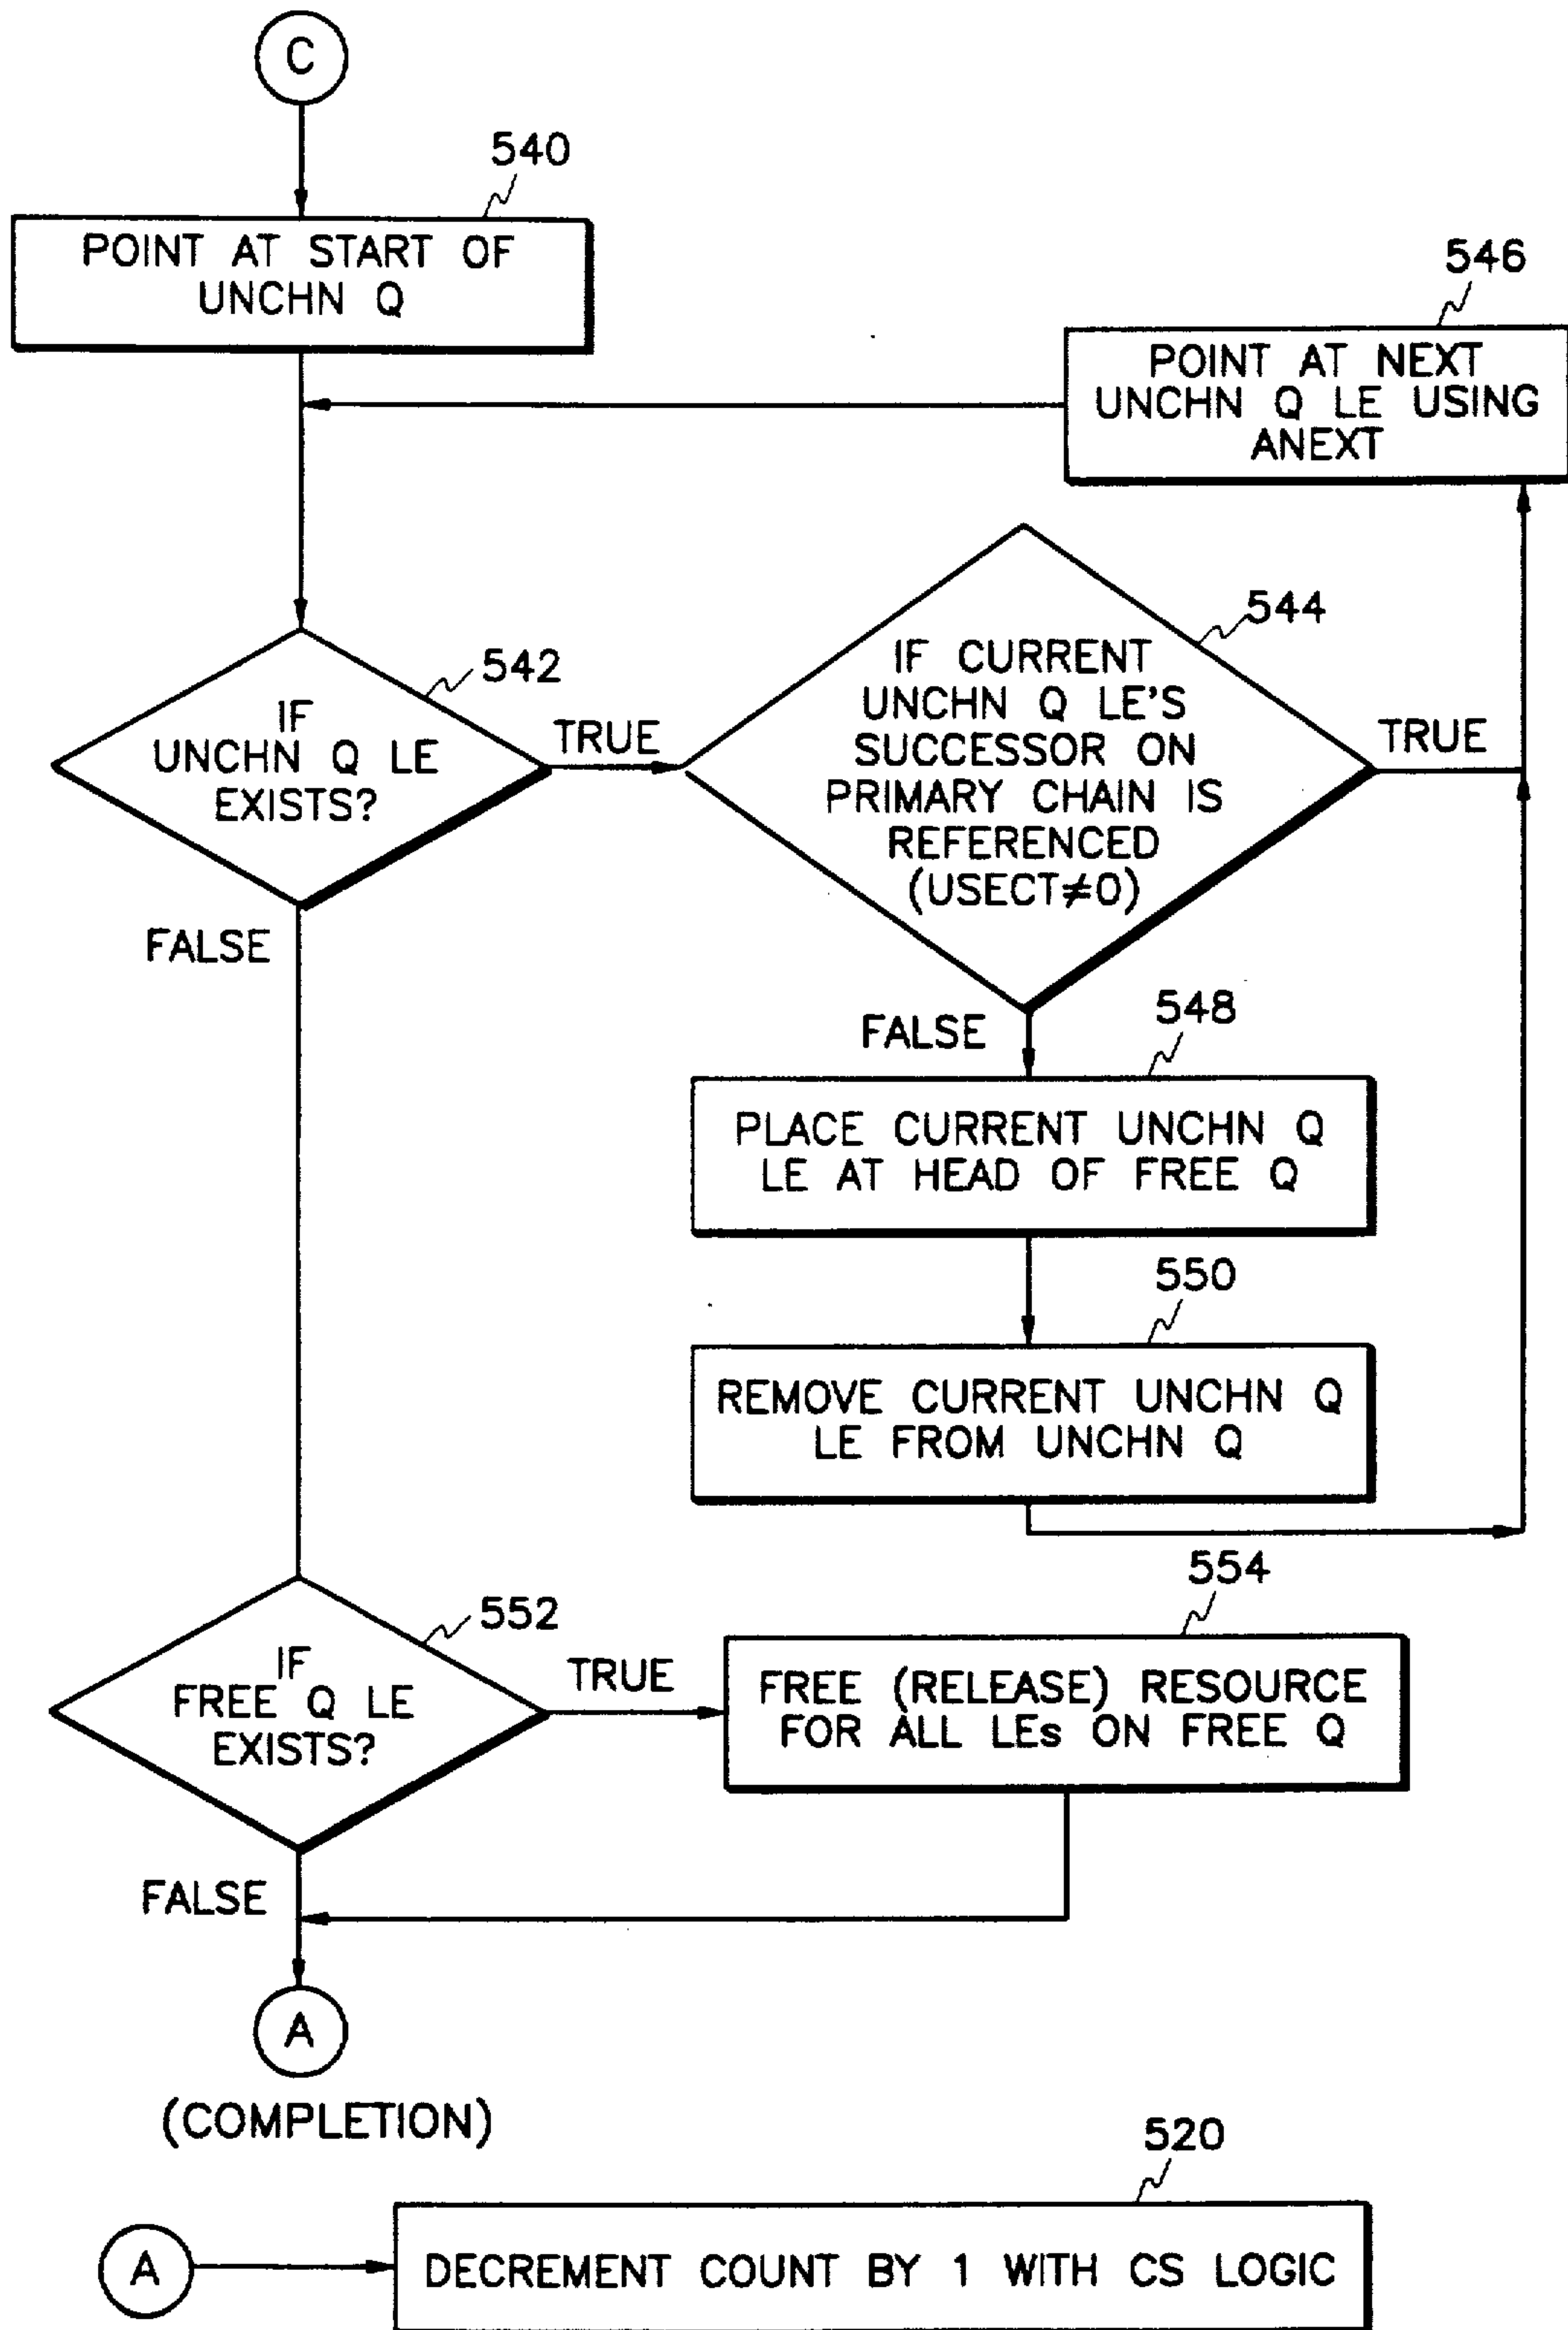 C
540
POINT AT START OF
UNCHN Q
546
POINT AT NEXT
UNCHN Q LE USING
ANEXT
542
IF
UNCHN Q LE
EXISTS?
TRUE
FALSE
544
IF CURRENT
UNCHN Q LE'S
SUCCESSOR ON
PRIMARY CHAIN IS
REFERENCED
(USECT≠0)
TRUE
FALSE
548
PLACE CURRENT UNCHN Q
LE AT HEAD OF FREE Q
550
REMOVE CURRENT UNCHN Q
LE FROM UNCHN Q
552
IF
FREE Q LE
EXISTS?
TRUE
FALSE
554
FREE (RELEASE) RESOURCE
FOR ALL LEs ON FREE Q
A
(COMPLETION)
520
A
DECREMENT COUNT BY 1 WITH CS LOGIC